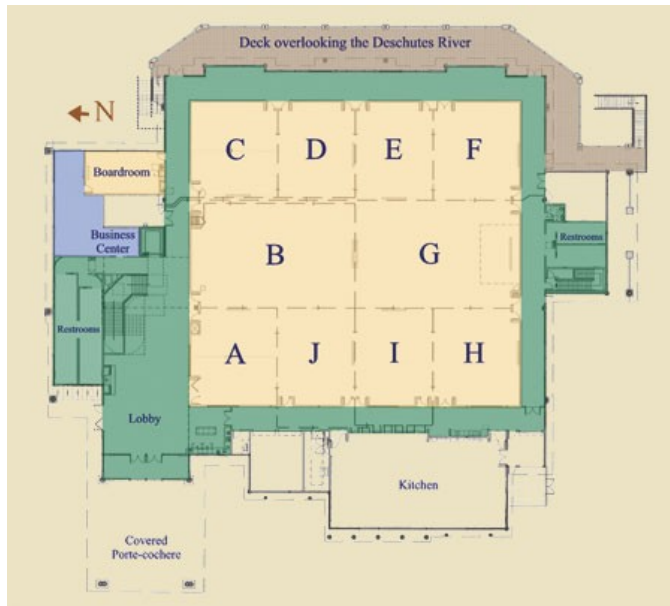 Deck overlooking the Deschutes River
N
C
D
E
F
Boardroom
Business
Center
B
G
Restrooms
Restrooms
A
J
I
H
Lobby
Kitchen
Covered
Porte-cochere